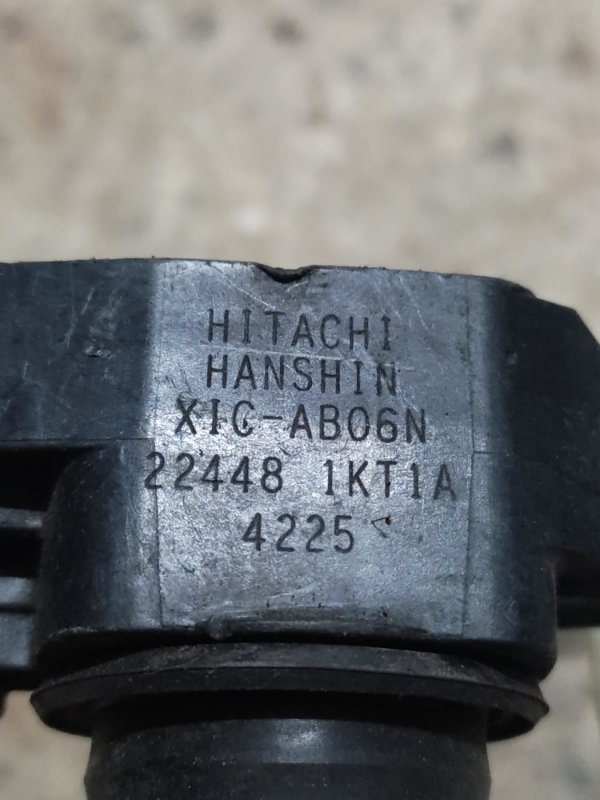 HITACHI
HANSHIN
XIC-AB06N
22448 1KT1A
4225